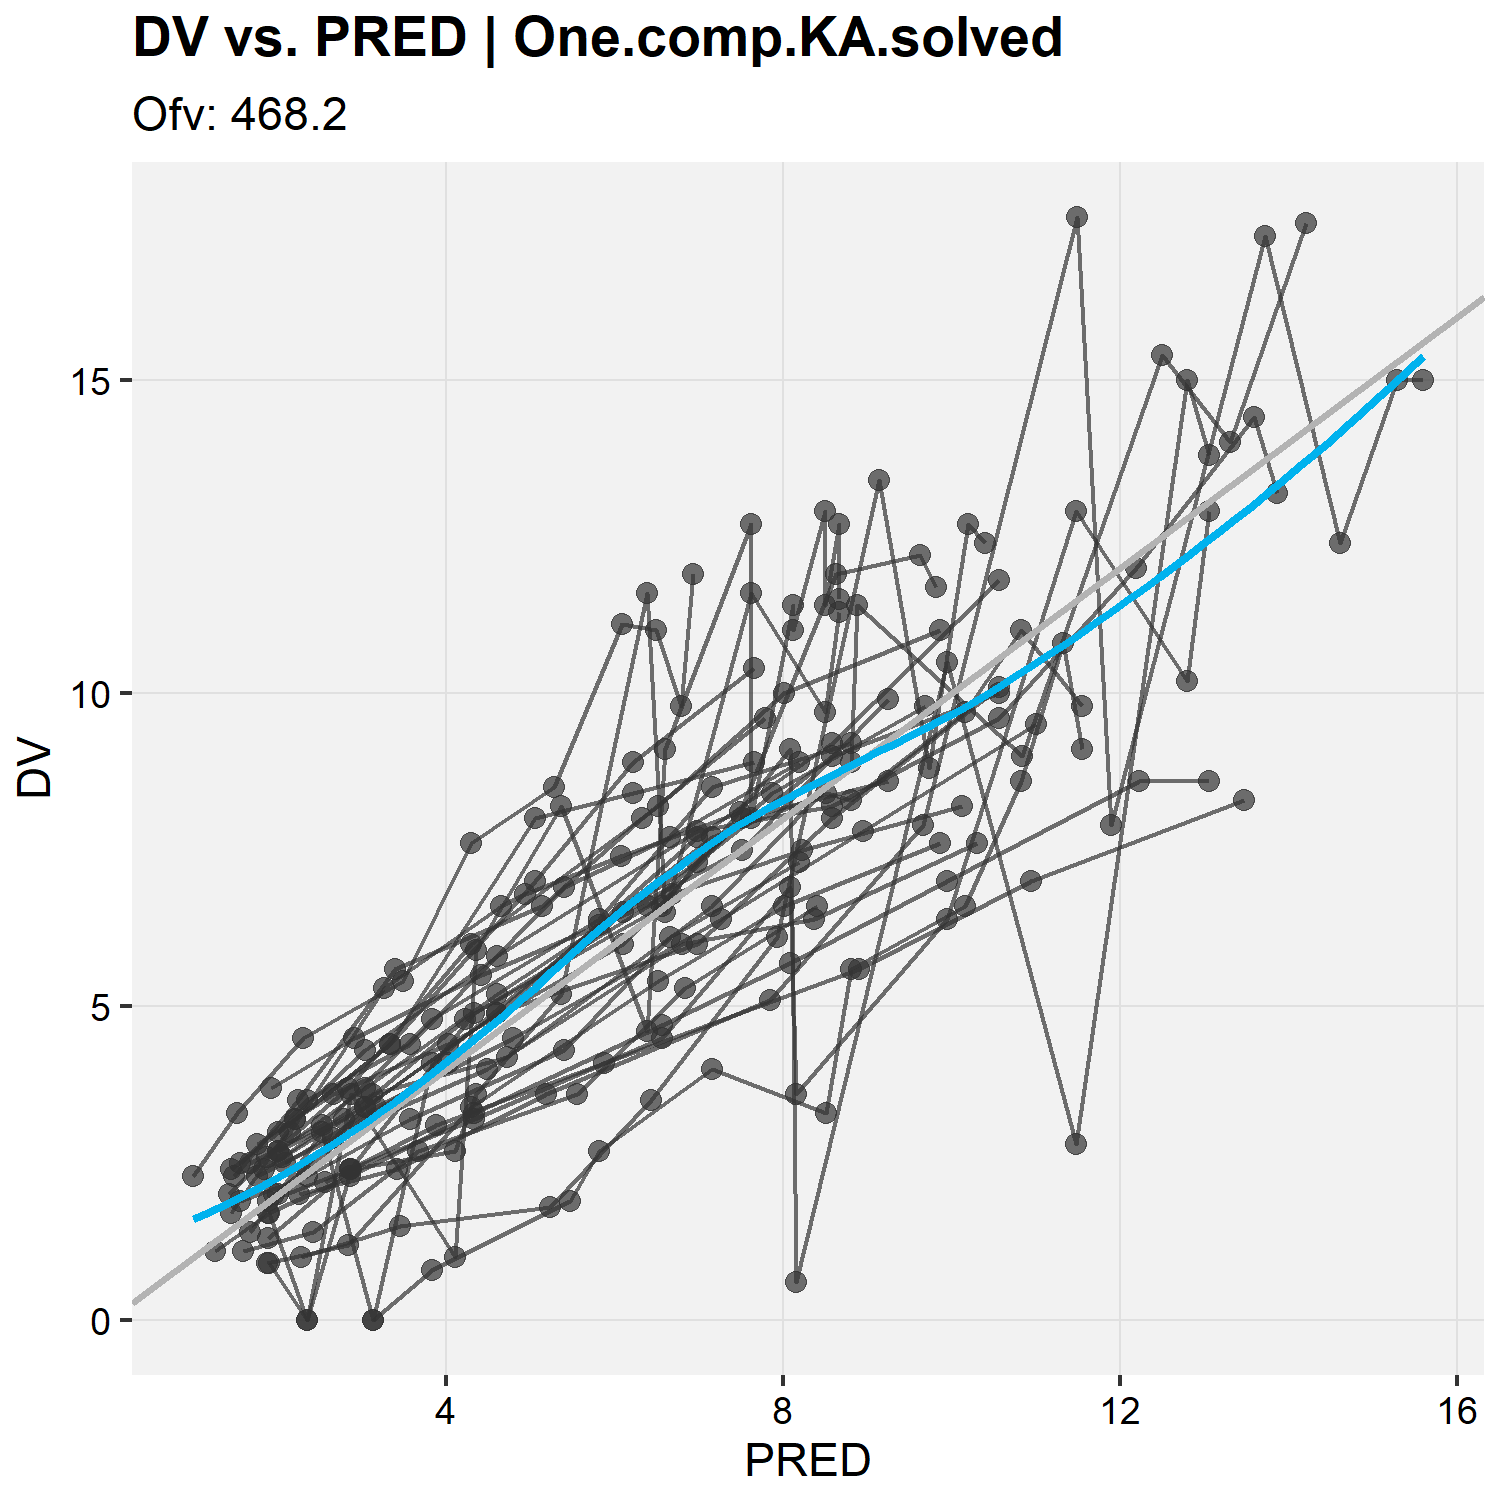 DV vs. PRED | One.comp.KA.solved
Ofv: 468.2
15
10
5
0
DV
4 8 12 16
PRED